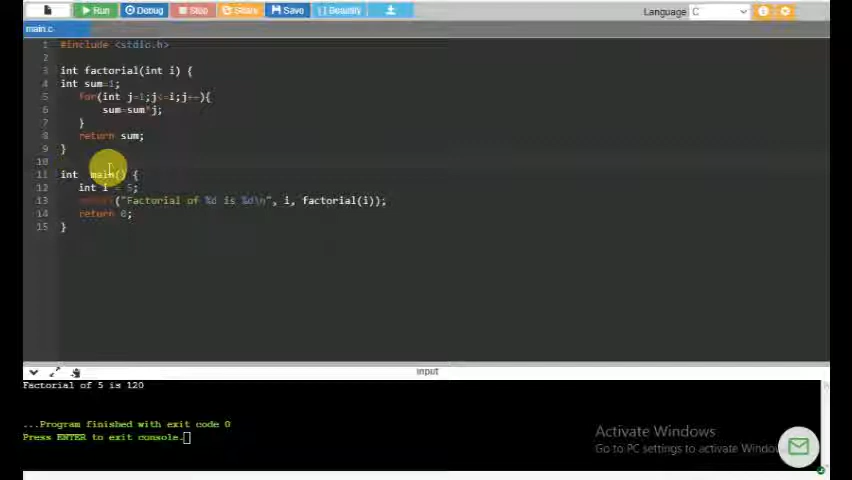 Run Debug Stop Share Save { } Beautify Language C
main.c
1 #include <stdio.h>
2
3 int factorial(int i) {
4 int sum=1;
5 for(int j=1;j<=i;j++){
6 sum=sum*j;
7 }
8 return sum;
9 }
10
11 int main() {
12 int i = 5;
13 printf("Factorial of %d is %d\n", i, factorial(i));
14 return 0;
15 }
input
Factorial of 5 is 120
...Program finished with exit code 0
Press ENTER to exit console.
Activate Windows
Go to PC settings to activate